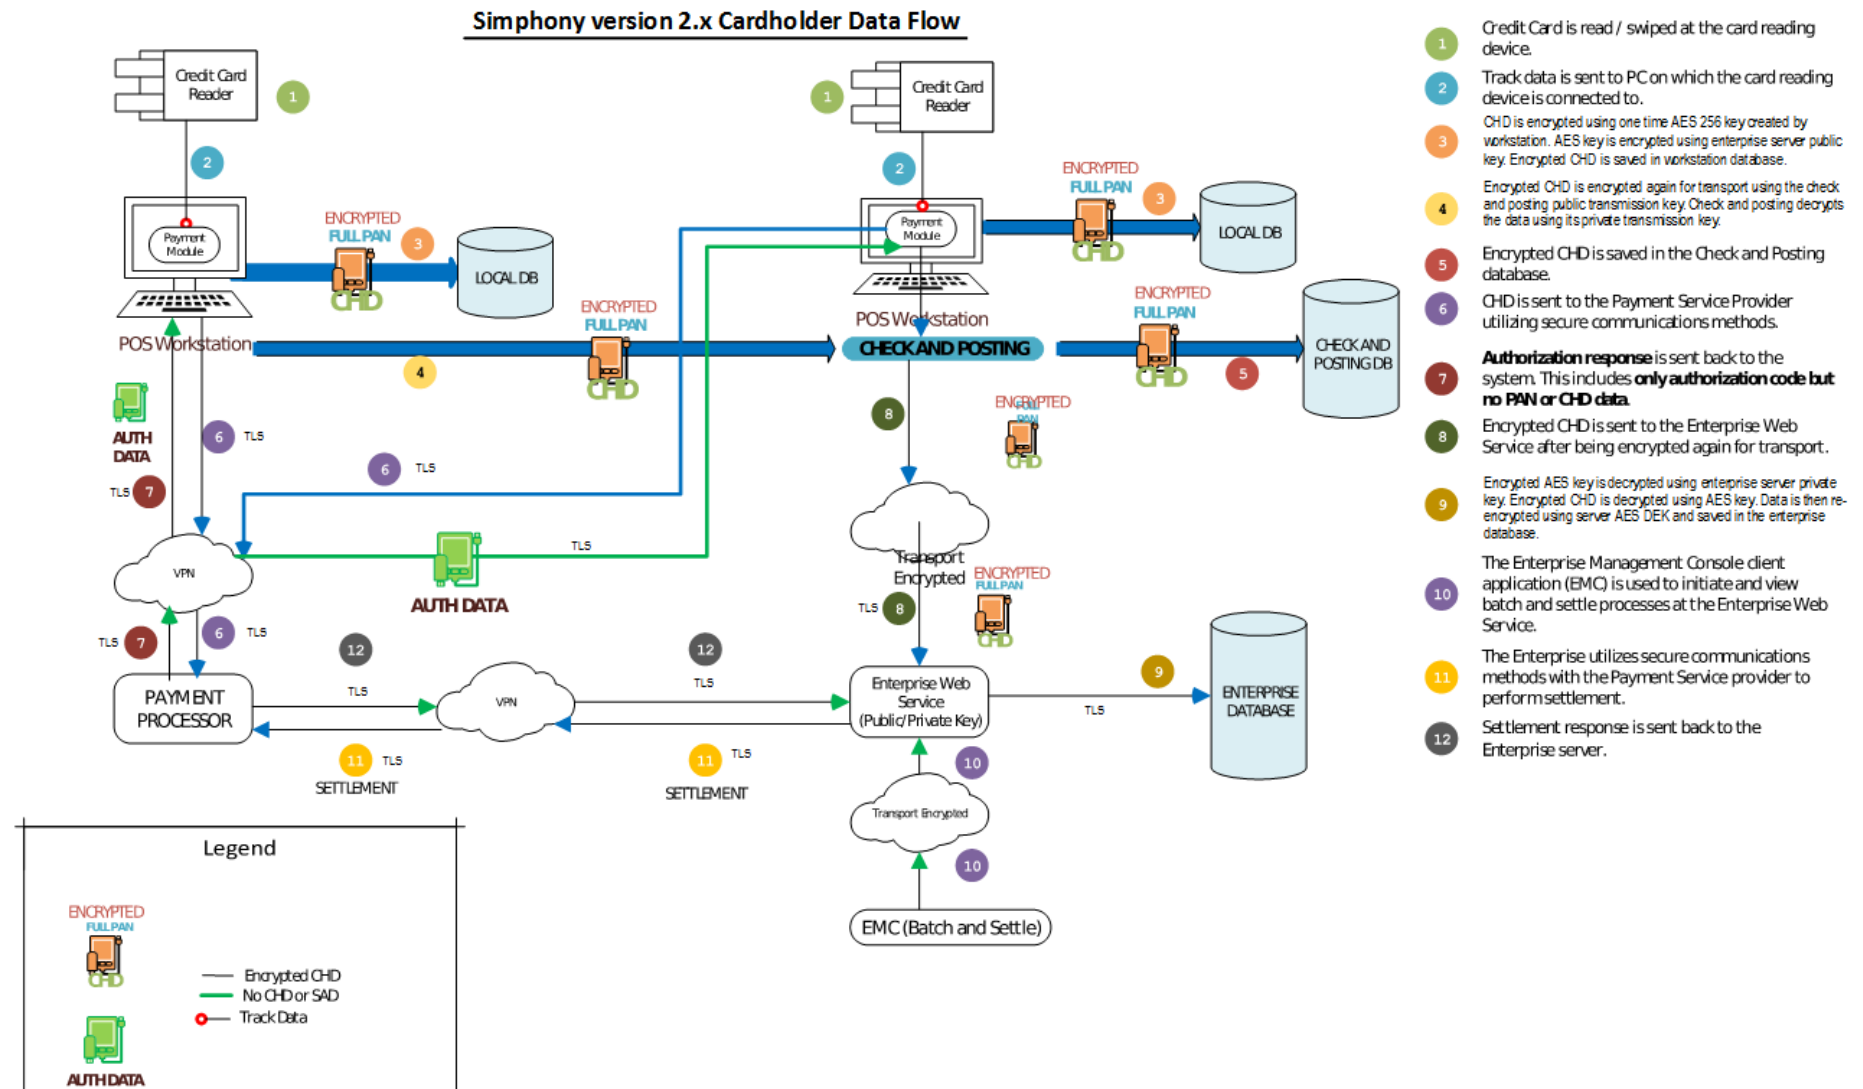 Simphony version 2.x Cardholder Data Flow
Credit Card
Reader
1
2
Payment
Module
POS Workstation
ENCRYPTED
FULL PAN
3
CHD
LOCAL DB
Credit Card
Reader
1
2
Payment
Module
POS Workstation
ENCRYPTED
FULL PAN
3
CHD
LOCAL DB
ENCRYPTED
FULL PAN
CHD
4
CHECK AND POSTING
ENCRYPTED
FULL PAN
CHD
5
CHECK AND
POSTING DB
AUTH
DATA
6
TLS
TLS
7
6
TLS
8
ENCRYPTED
FULL
PAN
CHD
VPN
TLS
AUTH DATA
Transport
Encrypted
ENCRYPTED
FULL PAN
CHD
TLS
8
TLS
7
6
TLS
12
TLS
12
TLS
PAYMENT
PROCESSOR
VPN
Enterprise Web
Service
(Public/Private Key)
9
TLS
ENTERPRISE
DATABASE
11
TLS
SETTLEMENT
11
TLS
SETTLEMENT
10
Transport Encrypted
10
EMC (Batch and Settle)
Legend
ENCRYPTED
FULL PAN
CHD
AUTH DATA
Encrypted CHD
No CHD or SAD
Track Data
1
Credit Card is read / swiped at the card reading
device.
2
Track data is sent to PC on which the card reading
device is connected to.
3
CHD is encrypted using one time AES 256 key created by
workstation. AES key is encrypted using enterprise server public
key. Encrypted CHD is saved in workstation database.
4
Encrypted CHD is encrypted again for transport using the check
and posting public transmission key. Check and posting decrypts
the data using its private transmission key.
5
Encrypted CHD is saved in the Check and Posting
database.
6
CHD is sent to the Payment Service Provider
utilizing secure communications methods.
7
Authorization response is sent back to the
system. This includes only authorization code but
no PAN or CHD data.
8
Encrypted CHD is sent to the Enterprise Web
Service after being encrypted again for transport.
9
Encrypted AES key is decrypted using enterprise server private
key. Encrypted CHD is decrypted using AES key. Data is then re-
encrypted using server AES DEK and saved in the enterprise
database.
10
The Enterprise Management Console client
application (EMC) is used to initiate and view
batch and settle processes at the Enterprise Web
Service.
11
The Enterprise utilizes secure communications
methods with the Payment Service provider to
perform settlement.
12
Settlement response is sent back to the
Enterprise server.